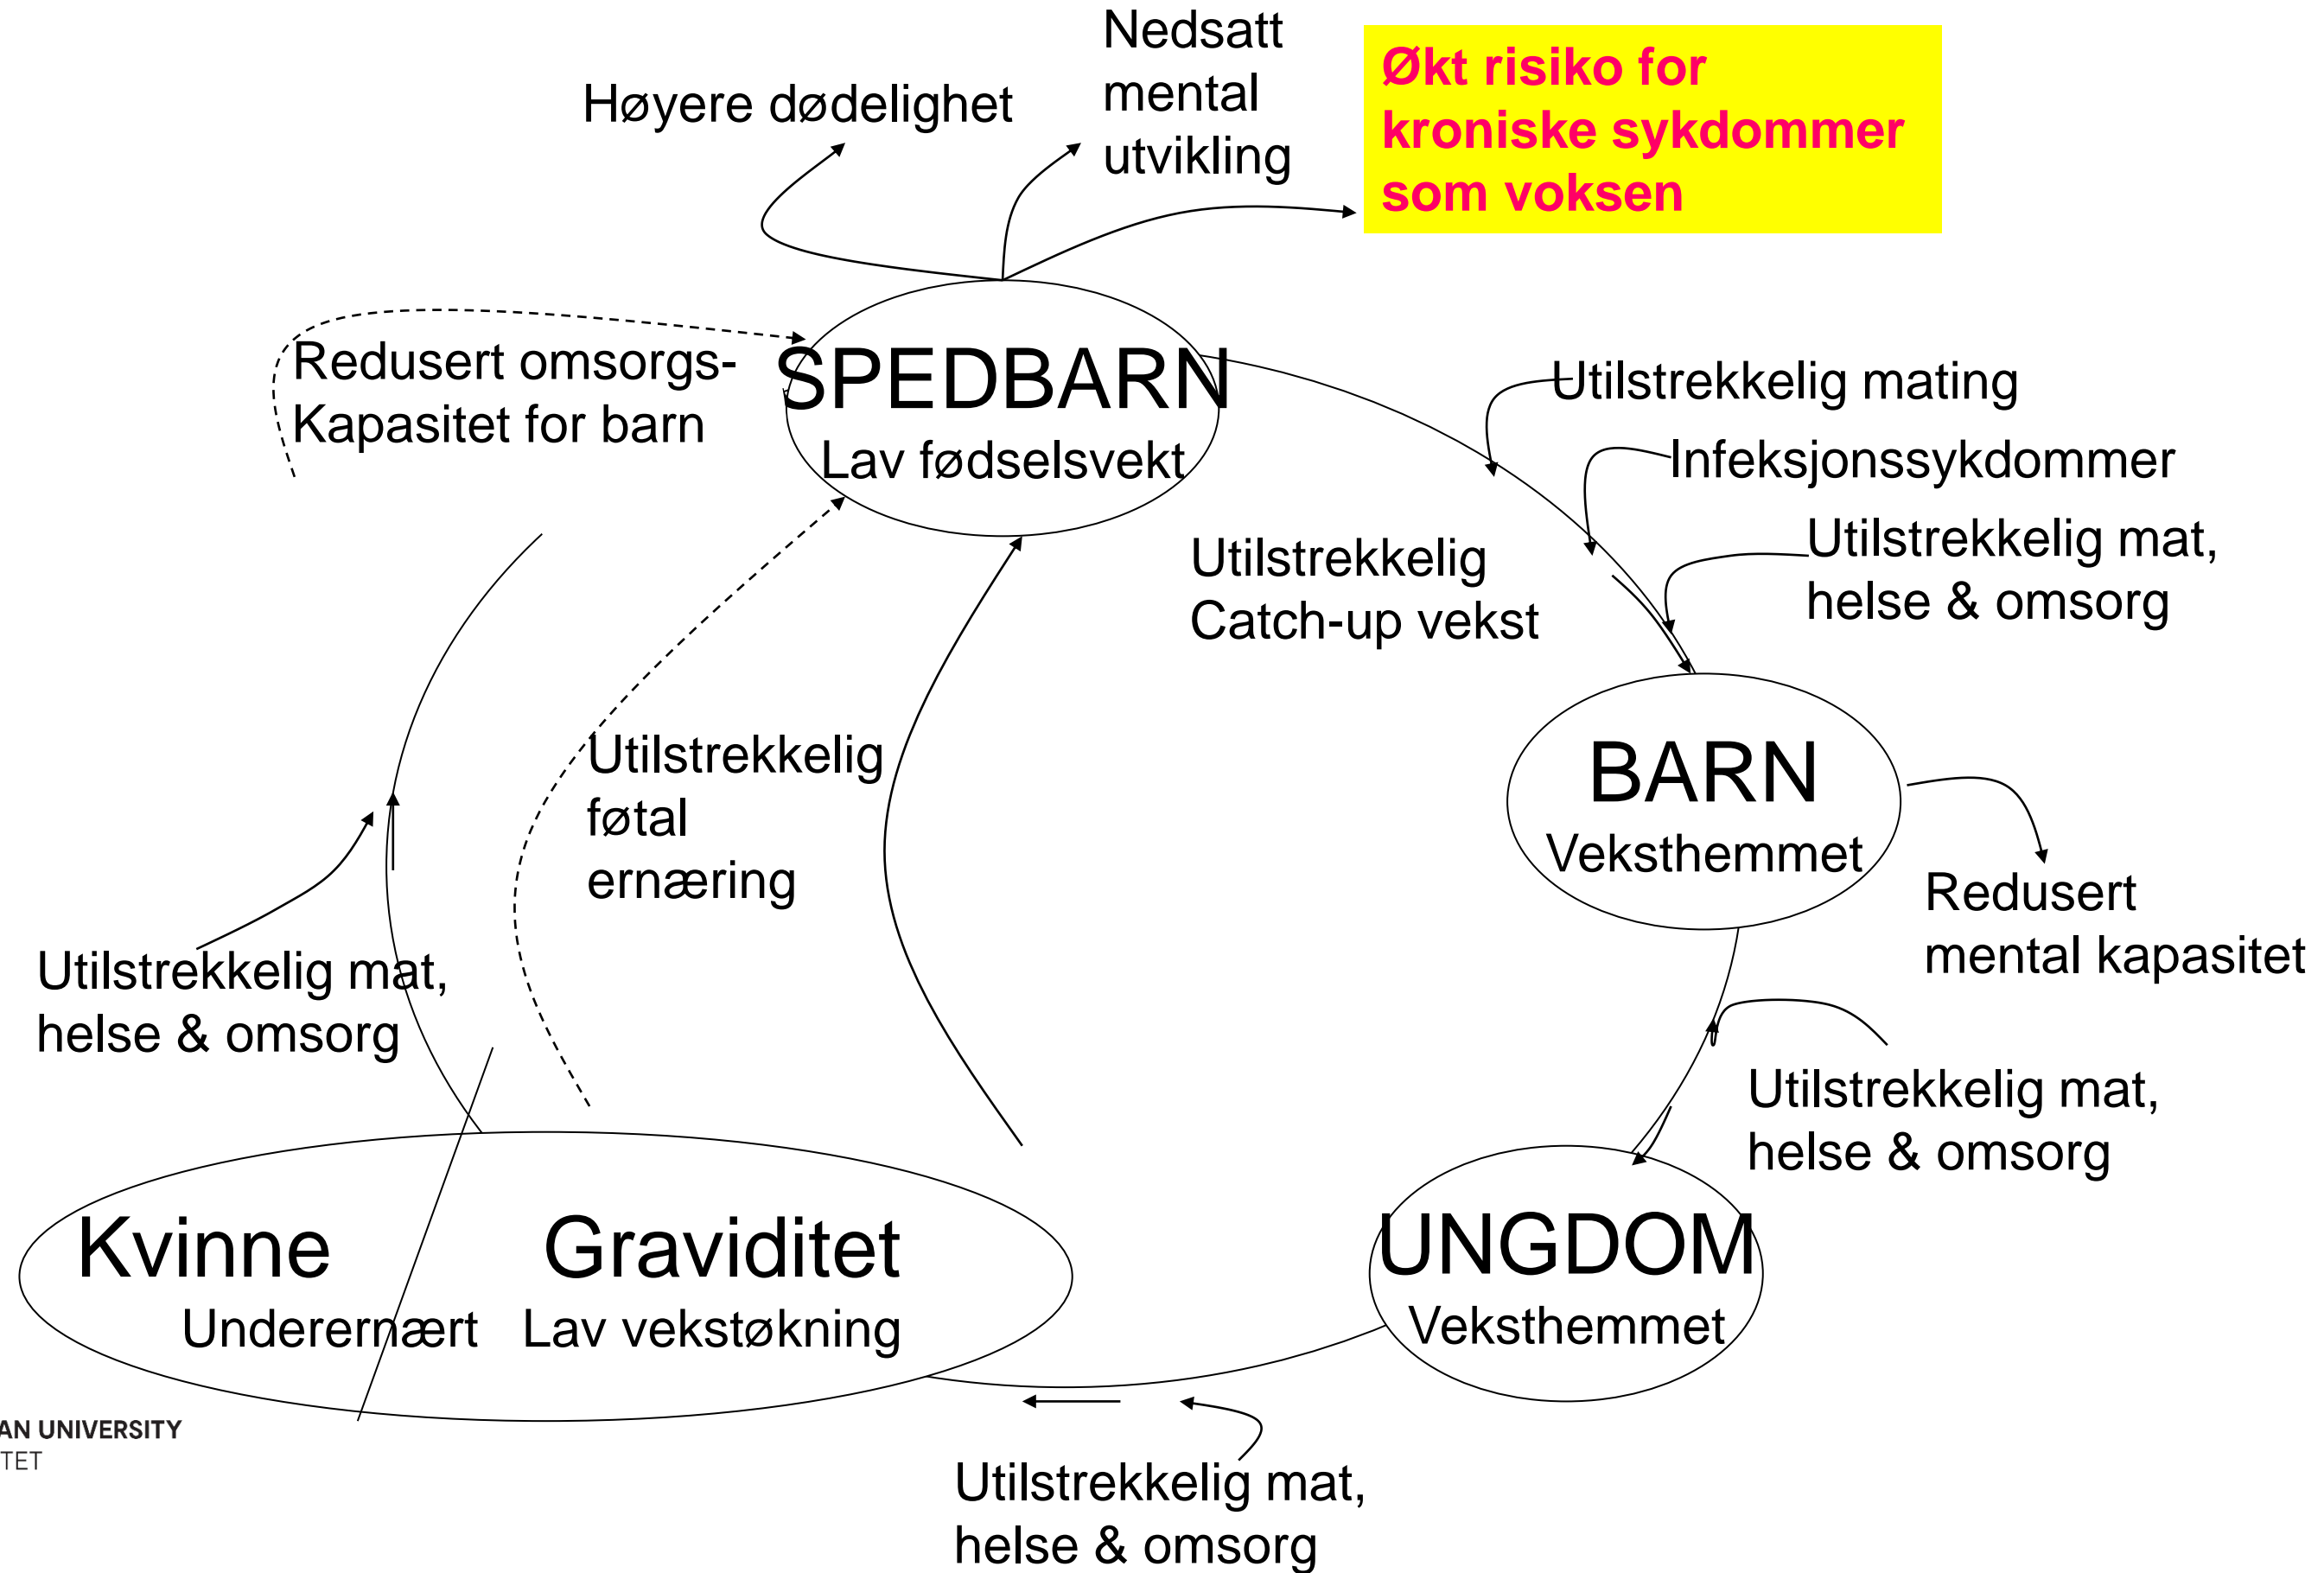 Nedsatt
mental
utvikling
Høyere dødelighet
Økt risiko for
kroniske sykdommer
som voksen
Redusert omsorgs-
Kapasitet for barn
SPEDBARN
Lav fødselsvekt
Utilstrekkelig mating
Infeksjonssykdommer
Utilstrekkelig mat,
helse & omsorg
Utilstrekkelig
Catch-up vekst
Utilstrekkelig
føtal
ernæring
BARN
Veksthemmet
Redusert
mental kapasitet
Utilstrekkelig mat,
helse & omsorg
Utilstrekkelig mat,
helse & omsorg
Kvinne
Underernært
Graviditet
Lav vekstøkning
UNGDOM
Veksthemmet
AN UNIVERSITY
TET
Utilstrekkelig mat,
helse & omsorg